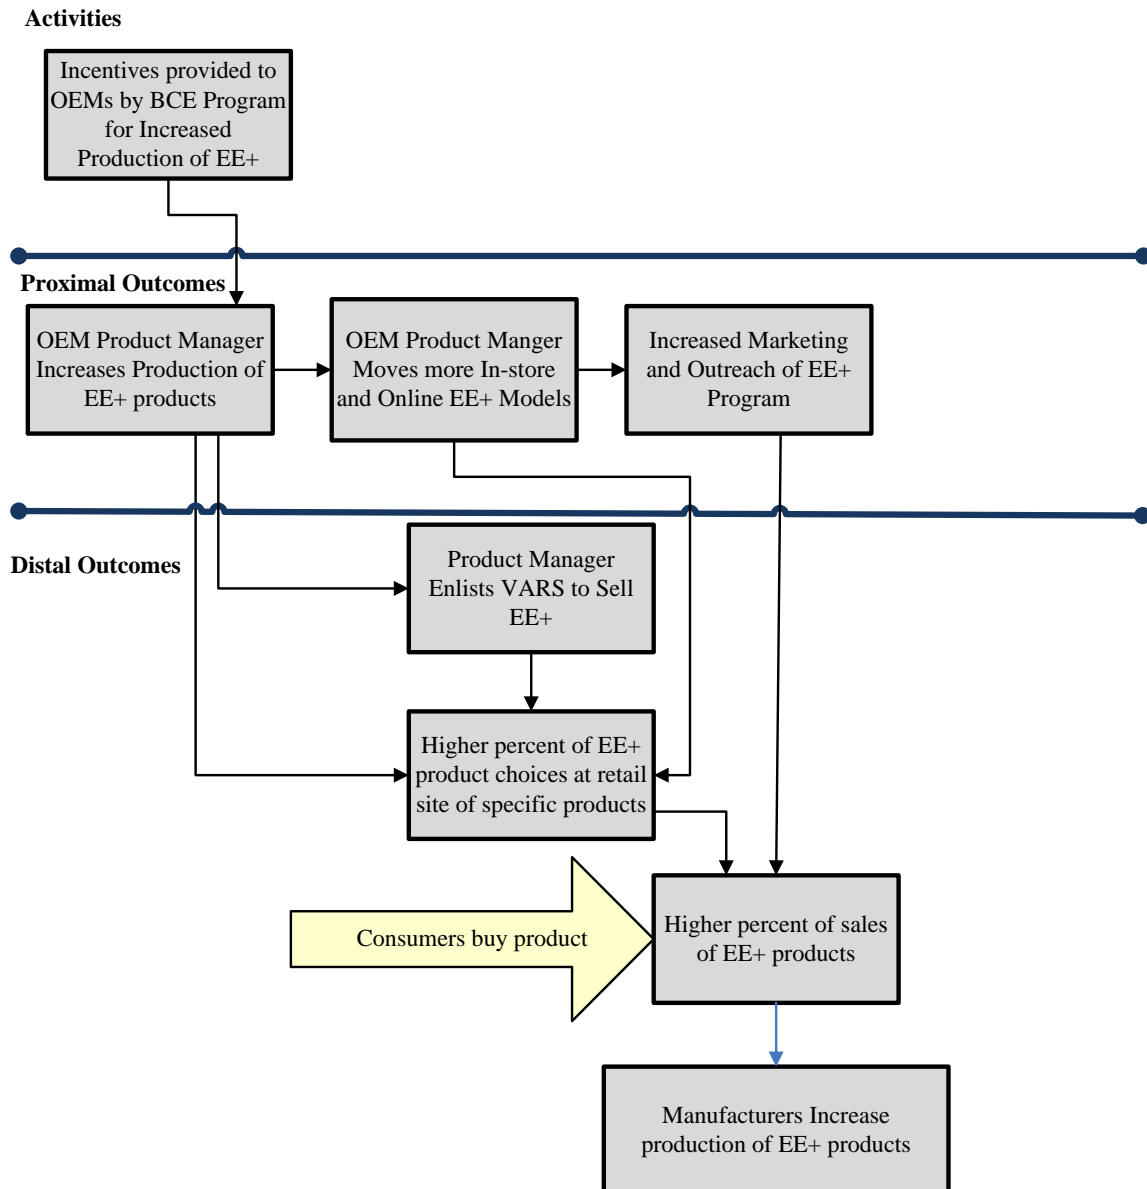 Activities
Incentives provided to
OEMs by BCE Program
for Increased
Production of EE+
Proximal Outcomes
OEM Product Manager
Increases Production of
EE+ products
OEM Product Manger
Moves more In-store
and Online EE+ Models
Increased Marketing
and Outreach of EE+
Program
Distal Outcomes
Product Manager
Enlists VARS to Sell
EE+
Higher percent of EE+
product choices at retail
site of specific products
Consumers buy product
Higher percent of sales
of EE+ products
Manufacturers Increase
production of EE+ products